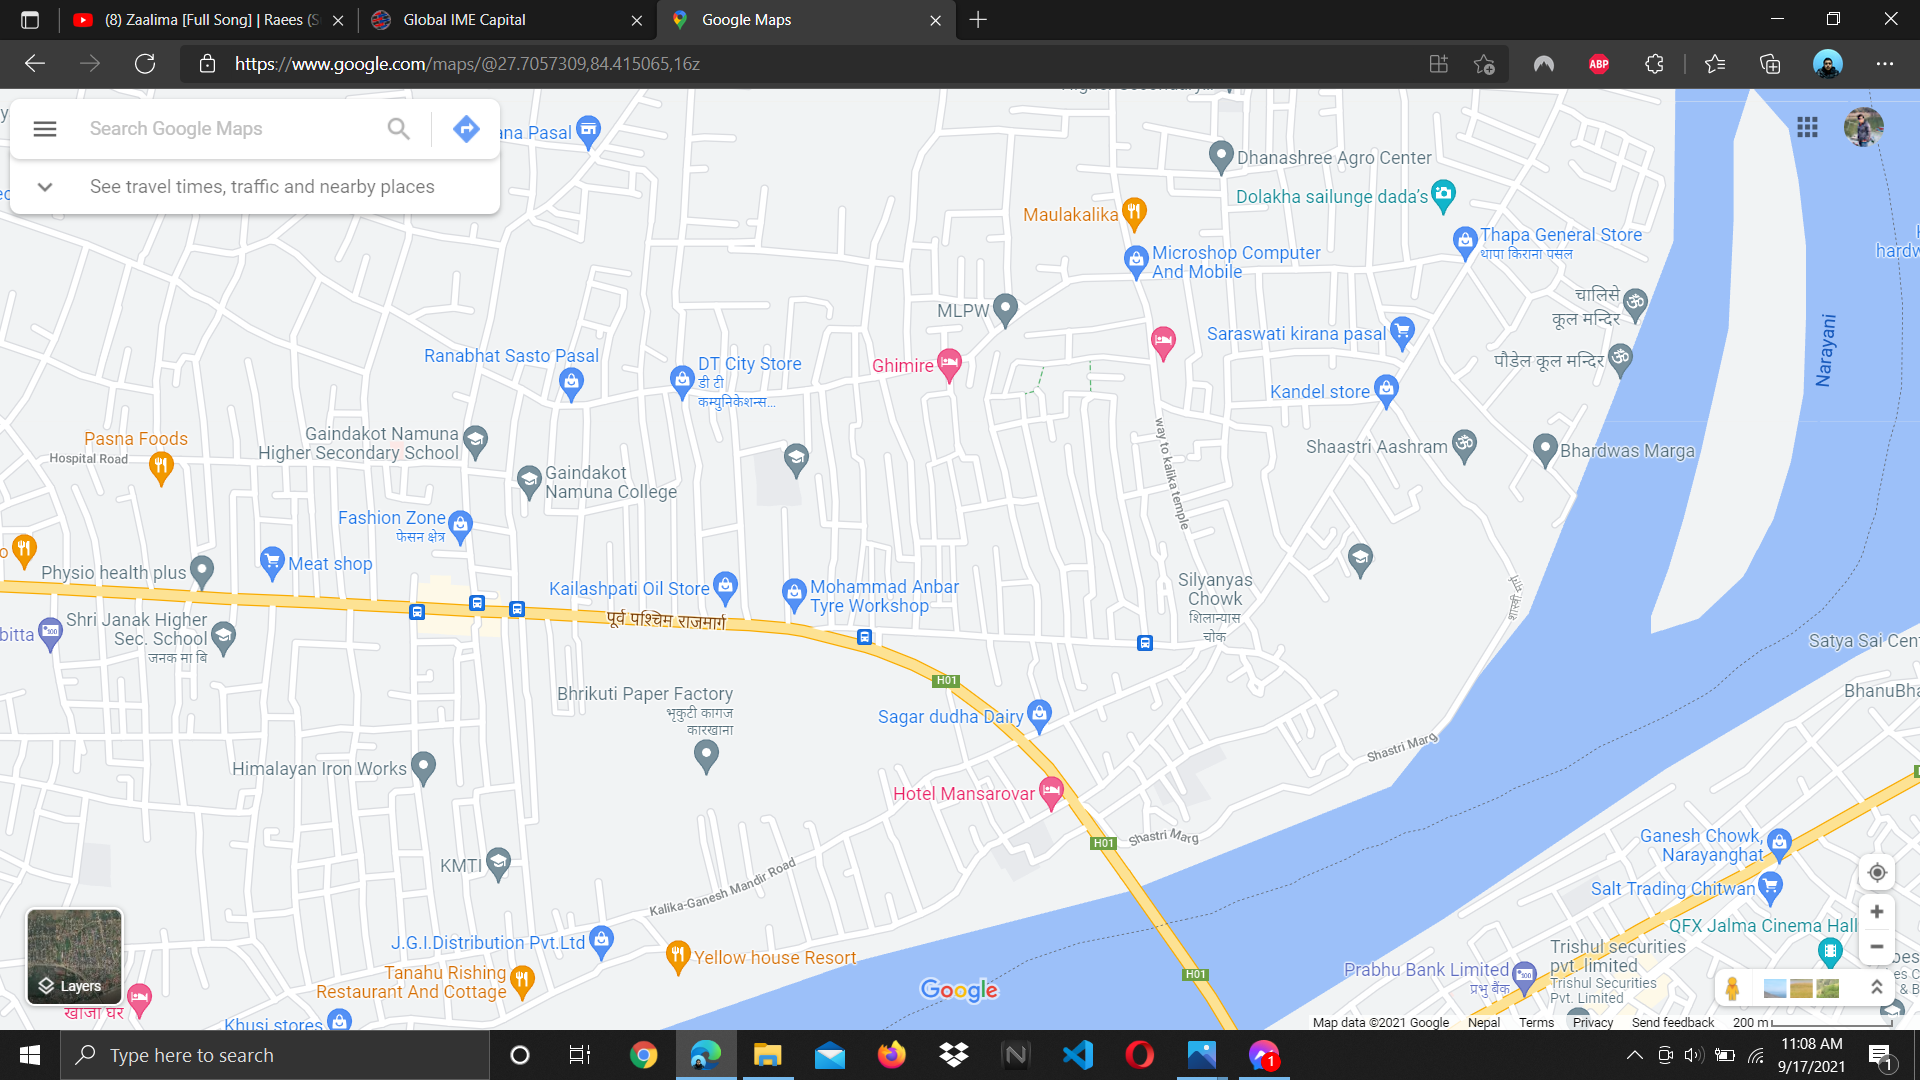 (8) Zaalima [Full Song] | Raees (S
Global IME Capital
Google Maps
https://www.google.com/maps/@27.7057309,84.415065,16z
ABP
Search Google Maps
See travel times, traffic and nearby places
ana Pasal
Dhanashree Agro Center
Dolakha sailunge dada's
Maulakalika
Thapa General Store
थापा किराना पसल
Microshop Computer
And Mobile
hardw
चालिसे
कूल मन्दिर
MLPW
Narayani
Saraswati kirana pasal
Ranabhat Sasto Pasal
DT City Store
डी टी
कम्युनिकेशन्स...
Ghimire
पौडेल कूल मन्दिर
Kandel store
Pasna Foods
Hospital Road
Gaindakot Namuna
Higher Secondary School
Shaastri Aashram
Bhardwas Marga
way to kalika temple
Gaindakot
Namuna College
Fashion Zone
फेसन क्षेत्र
Physio health plus
Meat shop
Kailashpati Oil Store
Mohammad Anbar
Tyre Workshop
Silyanyas
Chowk
शिलान्यास
चोक
पूर्व पश्चिम राजमार्ग
bitta
Shri Janak Higher
Sec. School
जनक मा बि
Satya Sai Cent
H01
Bhrikuti Paper Factory
भृकुटी कागज
कारखाना
BhanuBha
Sagar dudha Dairy
Shastri Marg
Himalayan Iron Works
Hotel Mansarovar
Shastri Marg
H01
Ganesh Chowk,
Narayanghat
KMTI
Kalika-Ganesh Mandir Road
Salt Trading Chitwan
QFX Jalma Cinema Hall
J.G.I.Distribution Pvt.Ltd
Yellow house Resort
Trishul securities
pvt. limited
Trishul Securities
Pvt. Limited
Tanahu Rishing
Restaurant And Cottage
Prabhu Bank Limited
प्रभु बैंक
H01
Layers
Google
खाजा घर
Khusi stores
Map data ©2021 Google Nepal Terms Privacy Send feedback 200 m
Type here to search
1
11:08 AM
9/17/2021
1